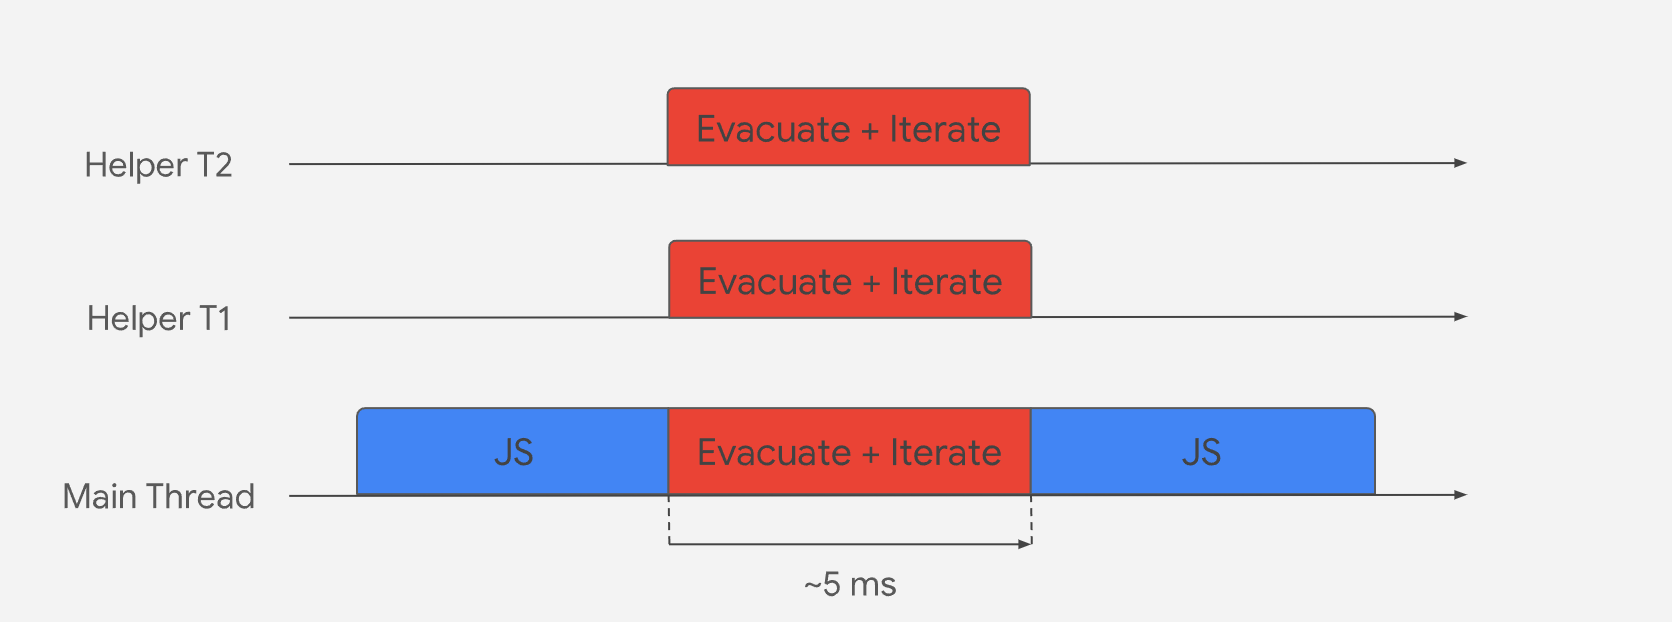 Evacuate + Iterate
Helper T2
Evacuate + Iterate
Helper T1
JS
Evacuate + Iterate
JS
Main Thread
~5 ms